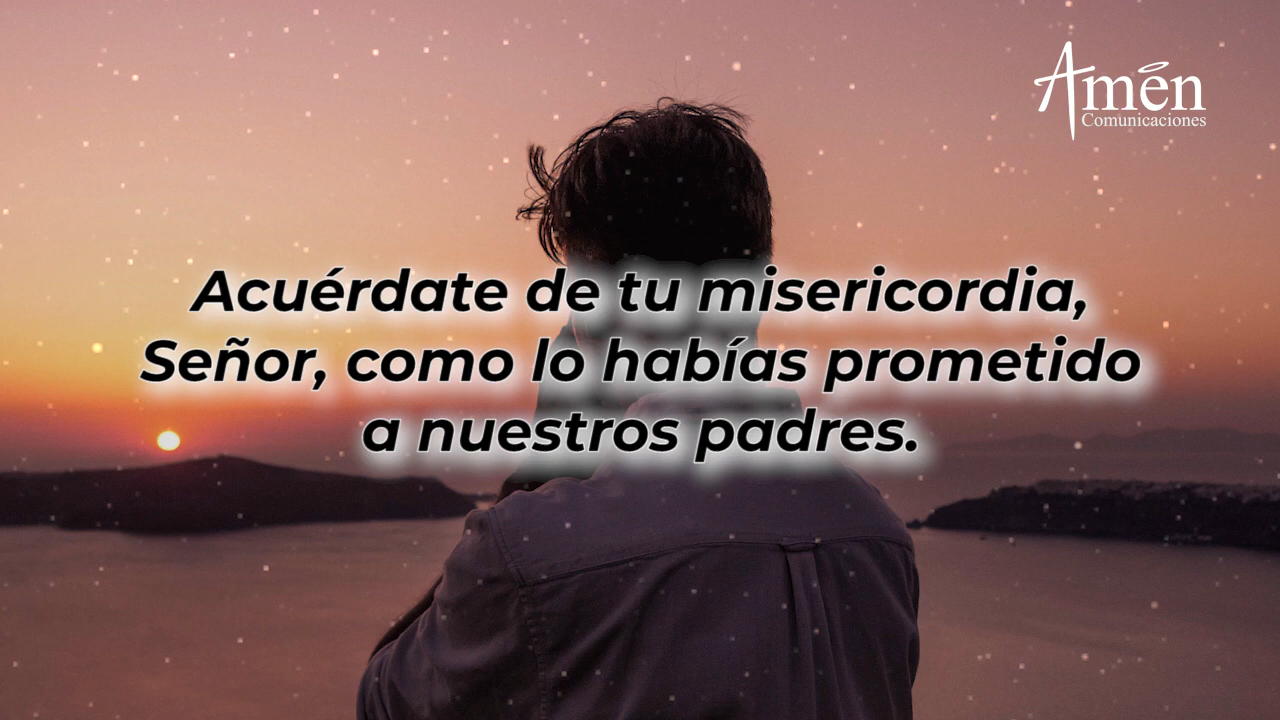 Amén
Comunicaciones
Acuérdate de tu misericordia,
Señor, como lo habías prometido
a nuestros padres.